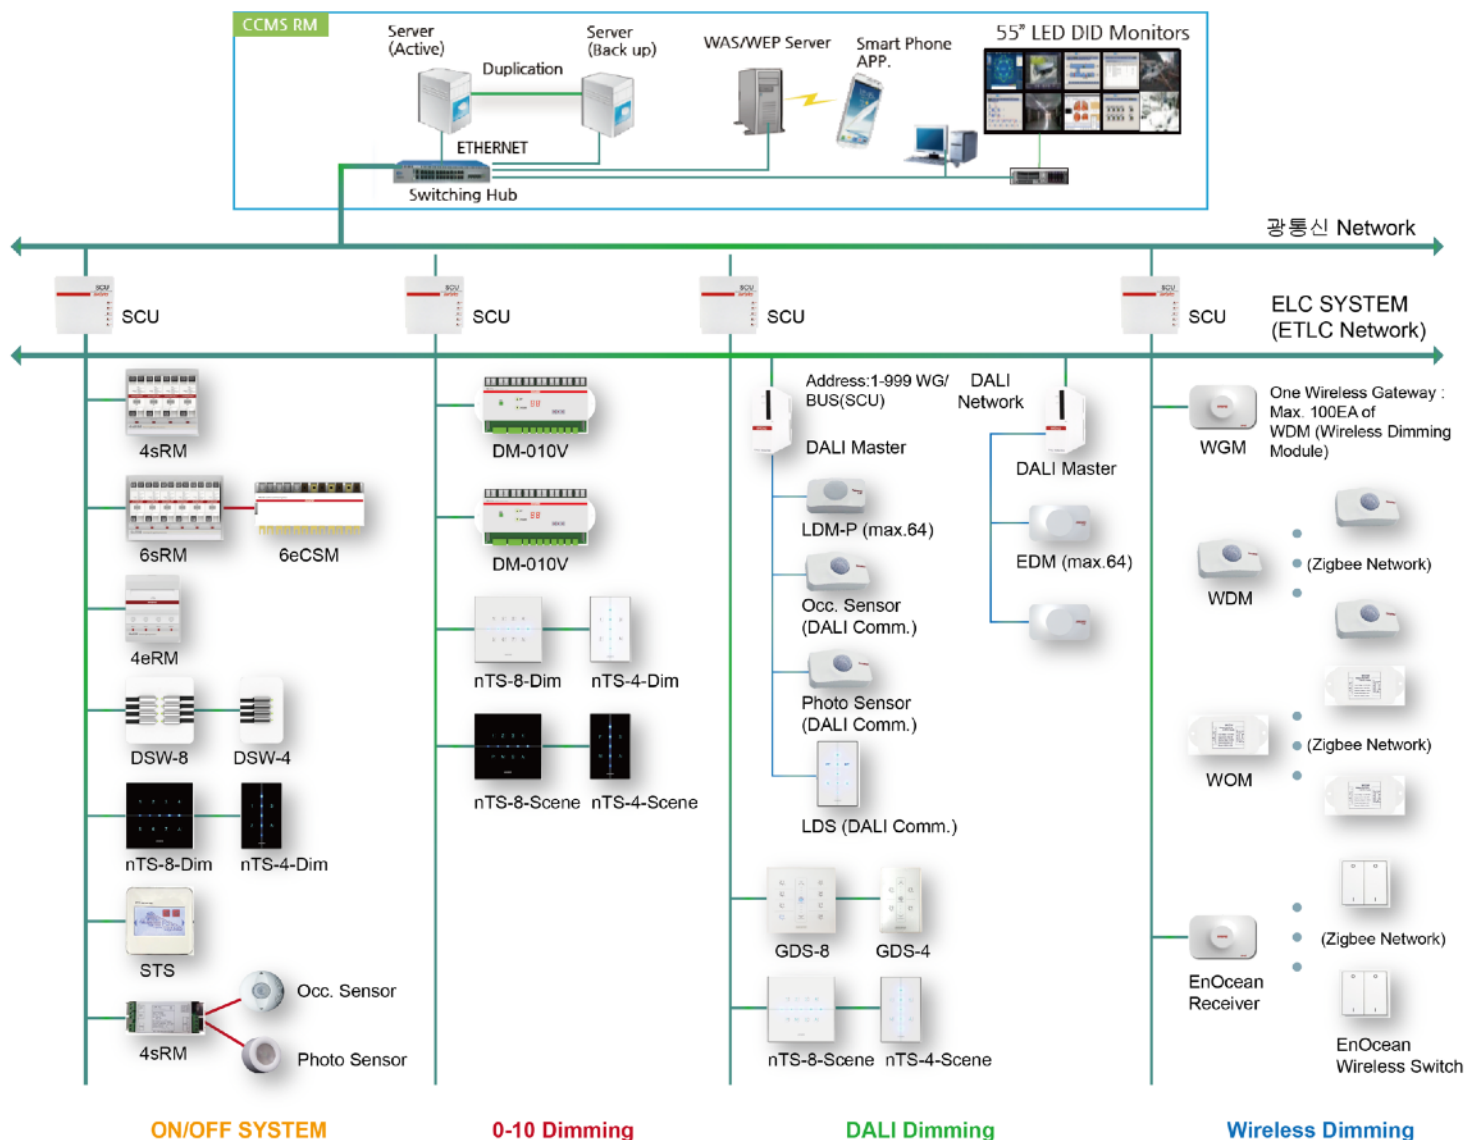 CCMS RM
Server
(Active)
Duplication
Server
(Back up)
WAS/WEP Server
Smart Phone
APP.
55" LED DID Monitors
ETHERNET
Switching Hub
광통신 Network
SCU
SCU
SCU
SCU
SCU
SCU
SCU
SCU
ELC SYSTEM
(ETLC Network)
4sRM
6sRM
6eCSM
4eRM
DSW-8
DSW-4
nTS-8-Dim
nTS-4-Dim
STS
4sRM
Occ. Sensor
Photo Sensor
DM-010V
DM-010V
nTS-8-Dim
nTS-4-Dim
nTS-8-Scene
nTS-4-Scene
Address:1-999 WG/
BUS(SCU)
DALI Master
LDM-P (max.64)
Occ. Sensor
(DALI Comm.)
Photo Sensor
(DALI Comm.)
LDS (DALI Comm.)
DALI
Network
DALI Master
EDM (max.64)
GDS-8
GDS-4
nTS-8-Scene
nTS-4-Scene
WGM
One Wireless Gateway :
Max. 100EA of
WDM (Wireless Dimming
Module)
WDM
(Zigbee Network)
WOM
(Zigbee Network)
EnOcean
Receiver
(Zigbee Network)
EnOcean
Wireless Switch
ON/OFF SYSTEM
0-10 Dimming
DALI Dimming
Wireless Dimming